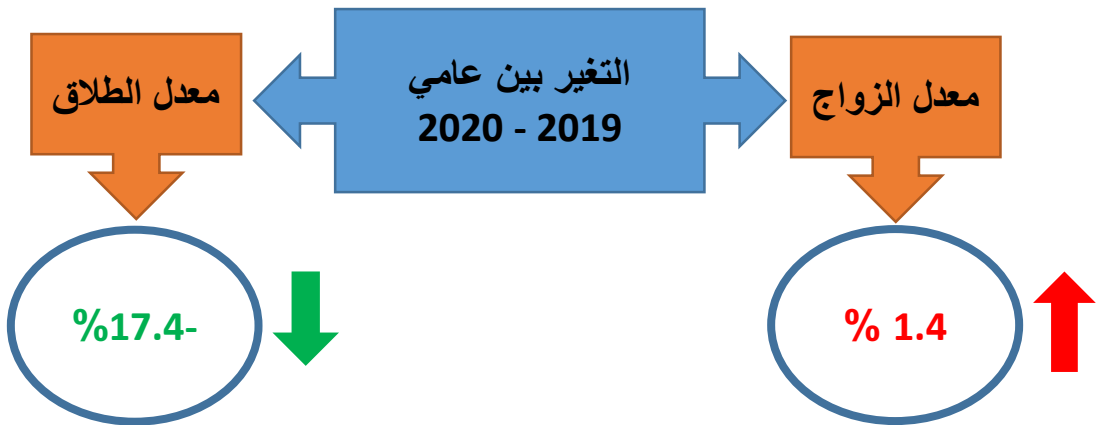 التغير بين عامي
2019 - 2020
معدل الزواج
معدل الطلاق
% 1.4
%17.4-